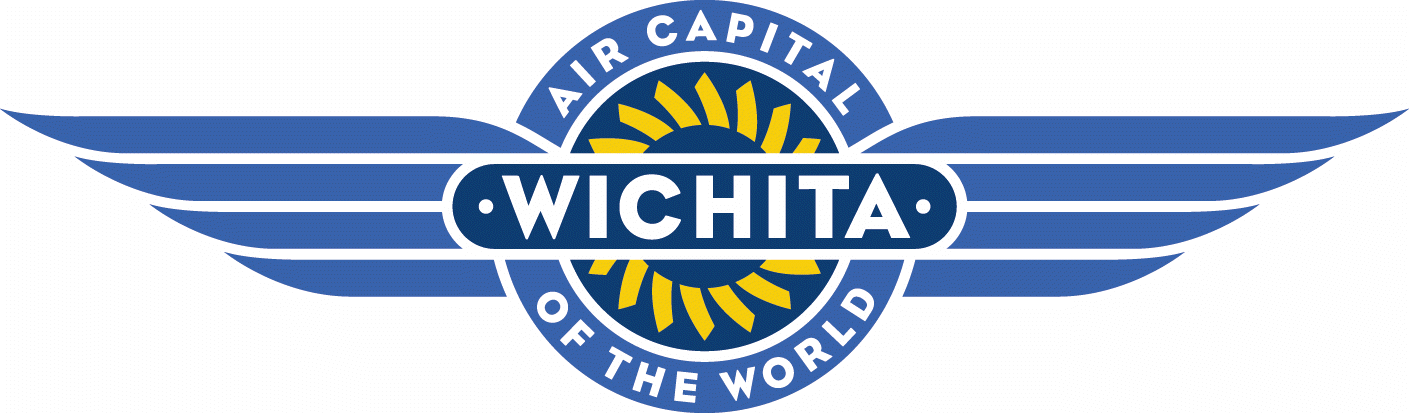 AIR CAPITAL
·WICHITA·
OF THE WORLD